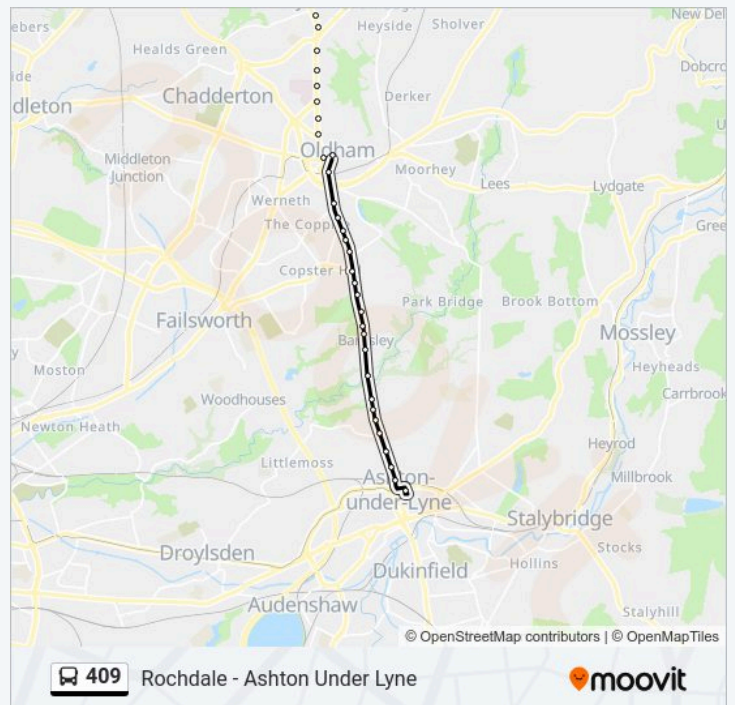 New Del
Heyside
Sholver
ebers
Healds Green
Dobcro
ide
Chadderton
Derker
dleton
Oldham
Middleton
Junction
Moorhey
Lees
Lydgate
Werneth
Gree
The Copp
Copster H
Park Bridge
Brook Bottom
Failsworth
Mossley
Bardsley
y
Moston
Heyheads
Woodhouses
Carrbrook
Newton Heath
Heyrod
Littlemoss
Millbrook
Ashton-
under-Lyne
Stalybridge
Stocks
Droylsden
Hollins
Dukinfield
Audenshaw
Stalyhill
© OpenStreetMap contributors | © OpenMapTiles
409 Rochdale - Ashton Under Lyne
moovit